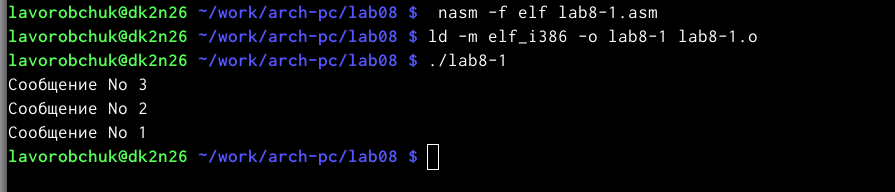 lavorobchuk@dk2n26 ~/work/arch-pc/lab08 $  nasm -f elf lab8-1.asm
lavorobchuk@dk2n26 ~/work/arch-pc/lab08 $ ld -m elf_i386 -o lab8-1 lab8-1.o
lavorobchuk@dk2n26 ~/work/arch-pc/lab08 $ ./lab8-1
Сообщение No 3
Сообщение No 2
Сообщение No 1
lavorobchuk@dk2n26 ~/work/arch-pc/lab08 $